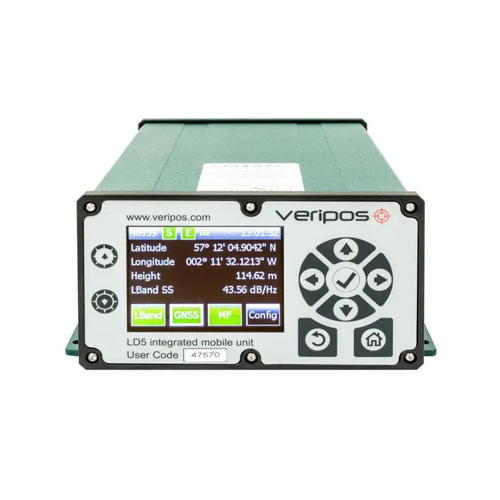 www.veripos.com
veripos
S E
Latitude 57° 12' 04.9042" N
Longitude 002° 11' 32.1213" W
Height 114.62 m
LBand SS 43.56 dB/Hz
LBand GNSS MF Config
LD5 integrated mobile unit
User Code 47570